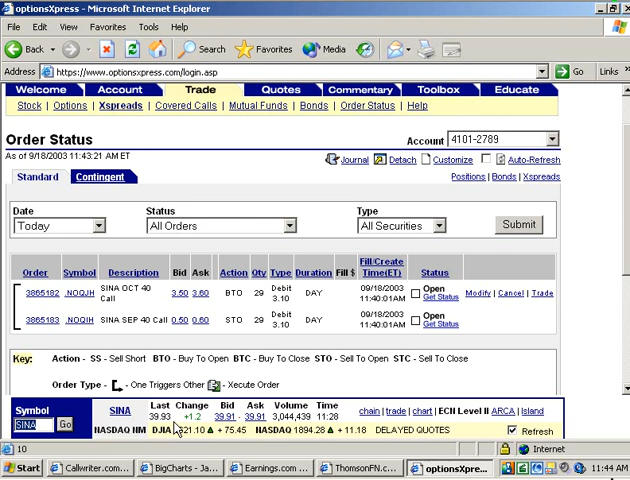 optionsXpress - Microsoft Internet Explorer
File Edit View Favorites Tools Help
Back Search Favorites Media
Address https://www.optionsxpress.com/login.asp Go Links »
Welcome Account Trade Quotes Commentary Toolbox Educate
Stock | Options | Xspreads | Covered Calls | Mutual Funds | Bonds | Order Status | Help
Order Status
Account 4101-2789
As of 9/18/2003 11:43:21 AM ET
Journal Detach Customize Auto-Refresh
Standard Contingent
Positions | Bonds | Xspreads
Date Status Type
Today All Orders All Securities Submit
Order Symbol Description Bid Ask Action Qty Type Duration Fill $ Fill/Create Time(ET) Status
3865182 .NOQJH SINA OCT 40 Call 3.50 3.60 BTO 29 Debit 3.10 DAY 09/18/2003 11:40:01AM Open Get Status Modify | Cancel | Trade
3865183 .NOQIH SINA SEP 40 Call 0.50 0.60 STO 29 Debit 3.10 DAY 09/18/2003 11:40:01AM Open Get Status
Key: Action - SS - Sell Short BTO - Buy To Open BTC - Buy To Close STO - Sell To Open STC - Sell To Close
Order Type - One Triggers Other Xecute Order
Symbol Last Change Bid Ask Volume Time
SINA 39.93 +1.2 39.91 - 39.91 3,044,439 11:28 chain | trade | chart | ECN Level II ARCA | Island
SINA Go
NASDAQ NM DJIA 621.10 + 75.45 NASDAQ 1894.28 + 11.18 DELAYED QUOTES Refresh
10 Internet
Start Callwriter.com... BigCharts - Ja... Earnings.com ... ThomsonFN.c... optionsXpre... 11:44 AM